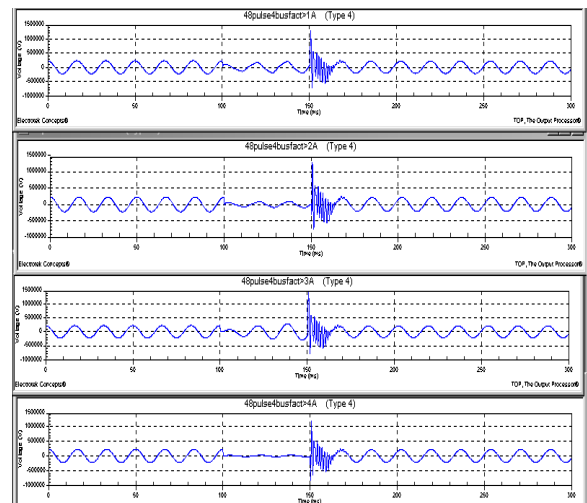 48pulse4busfact>1A (Type 4)
1500000
1000000
500000
0
-500000
-1000000
Voltage (V)
0 50 100 150 200 250 300
Time (ms)
Electrotek Concepts® TOP, The Output Processor®
48pulse4busfact>2A (Type 4)
1500000
1000000
500000
0
-500000
-1000000
Voltage (V)
0 50 100 150 200 250 300
Time (ms)
Electrotek Concepts® TOP, The Output Processor®
48pulse4busfact>3A (Type 4)
1500000
1000000
500000
0
-500000
-1000000
Voltage (V)
0 50 100 150 200 250 300
Time (ms)
Electrotek Concepts® TOP, The Output Processor®
48pulse4busfact>4A (Type 4)
1500000
1000000
500000
0
-500000
-1000000
Voltage (V)
0 50 100 150 200 250 300
Time (ms)